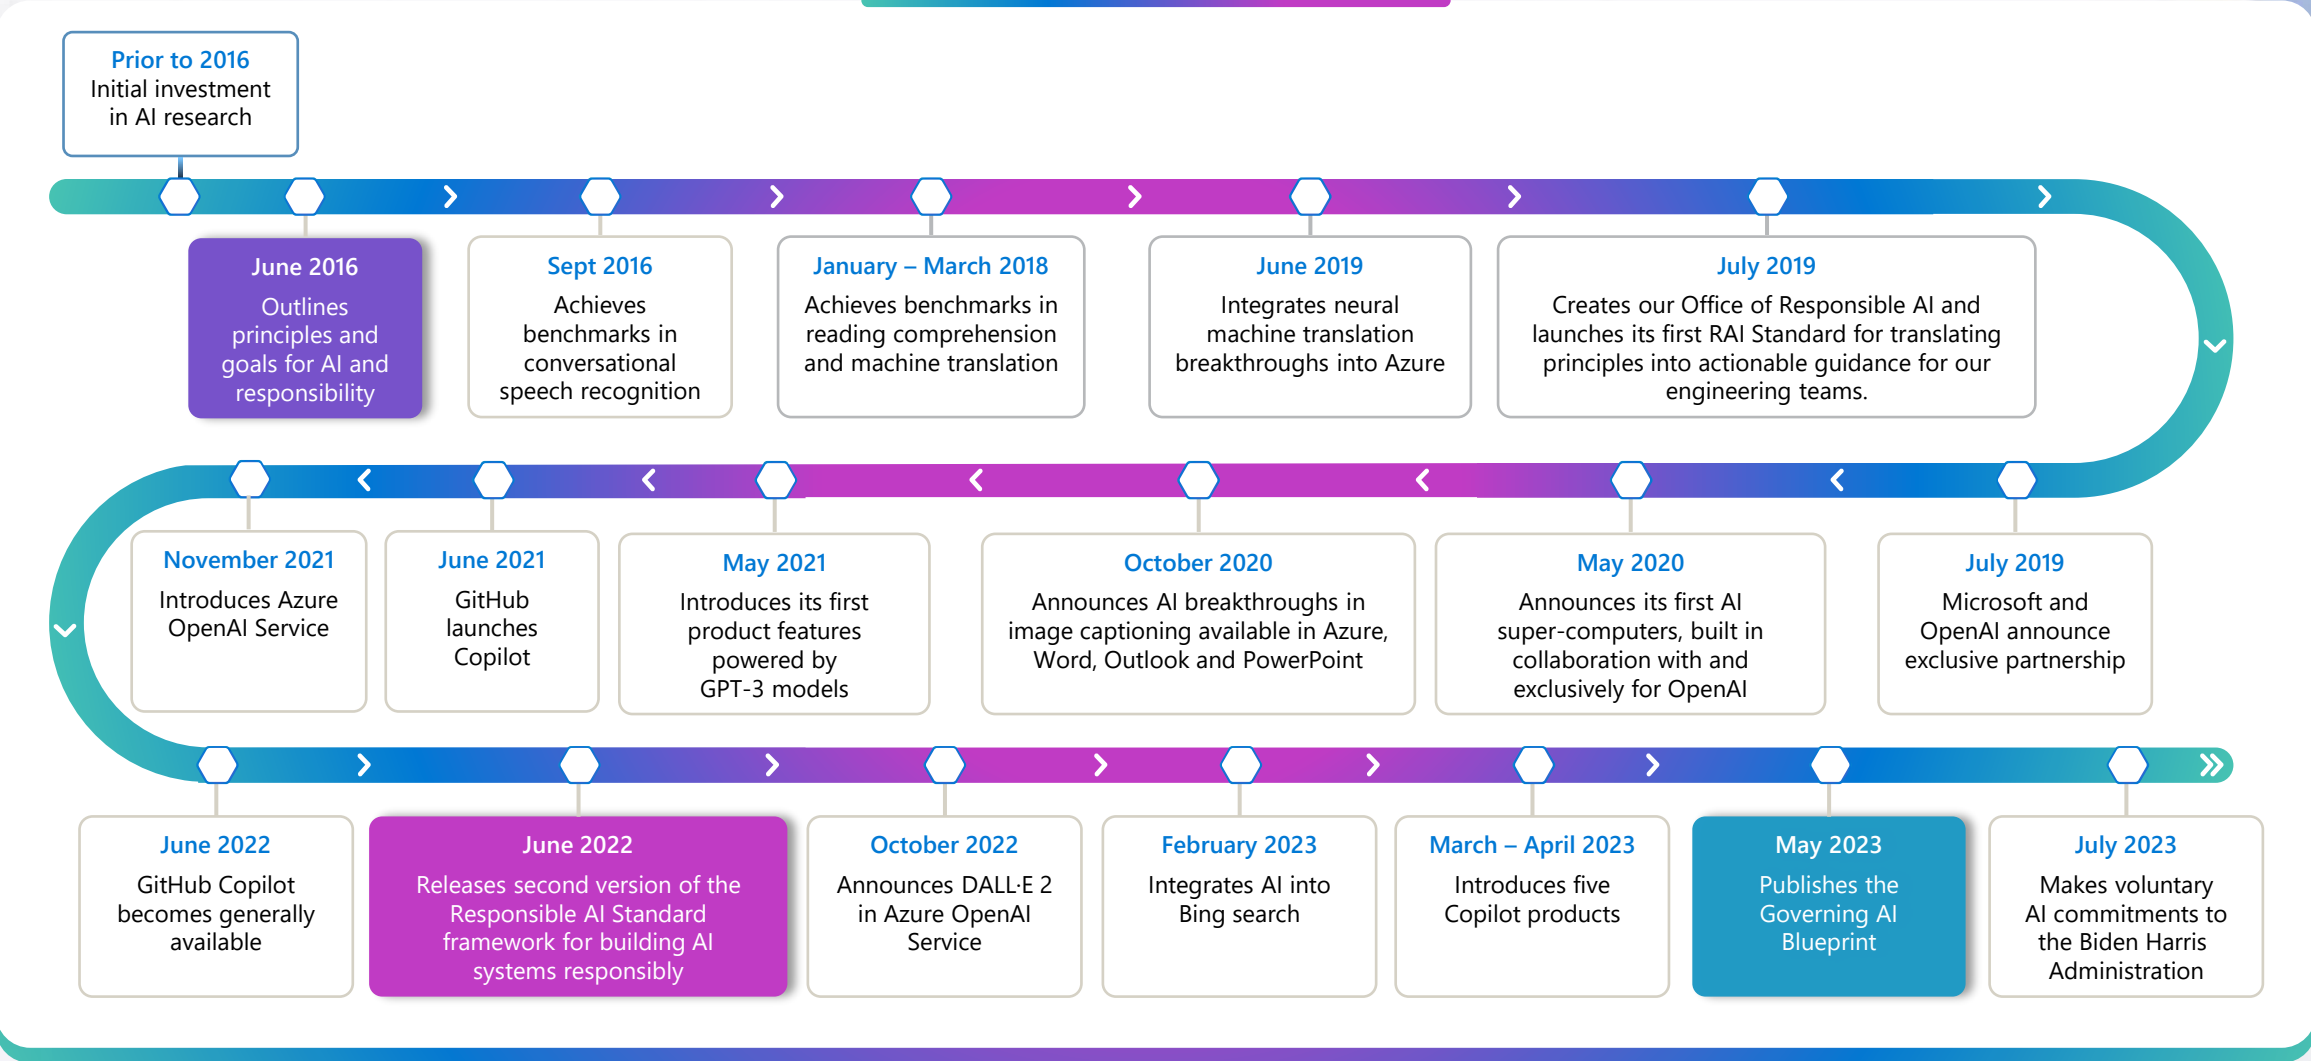 Prior to 2016
Initial investment
in AI research
June 2016
Outlines
principles and
goals for AI and
responsibility
Sept 2016
Achieves
benchmarks in
conversational
speech recognition
January – March 2018
Achieves benchmarks in
reading comprehension
and machine translation
June 2019
Integrates neural
machine translation
breakthroughs into Azure
July 2019
Creates our Office of Responsible AI and
launches its first RAI Standard for translating
principles into actionable guidance for our
engineering teams.
July 2019
Microsoft and
OpenAI announce
exclusive partnership
May 2020
Announces its first AI
super-computers, built in
collaboration with and
exclusively for OpenAI
October 2020
Announces AI breakthroughs in
image captioning available in Azure,
Word, Outlook and PowerPoint
May 2021
Introduces its first
product features
powered by
GPT-3 models
June 2021
GitHub
launches
Copilot
November 2021
Introduces Azure
OpenAI Service
June 2022
GitHub Copilot
becomes generally
available
June 2022
Releases second version of the
Responsible AI Standard
framework for building AI
systems responsibly
October 2022
Announces DALL·E 2
in Azure OpenAI
Service
February 2023
Integrates AI into
Bing search
March – April 2023
Introduces five
Copilot products
May 2023
Publishes the
Governing AI
Blueprint
July 2023
Makes voluntary
AI commitments to
the Biden Harris
Administration